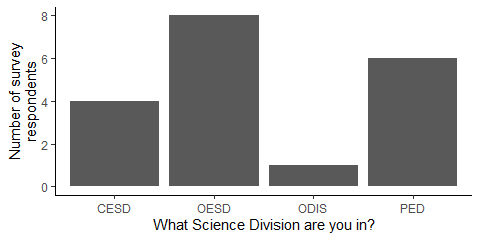 8
6
4
2
0
Number of survey
respondents
CESD OESD ODIS PED
What Science Division are you in?